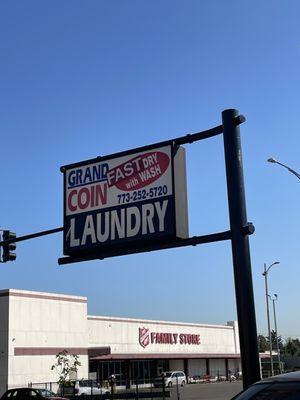 GRAND
COIN
FAST DRY
with WASH
773-252-5720
LAUNDRY
FAMILY STORE